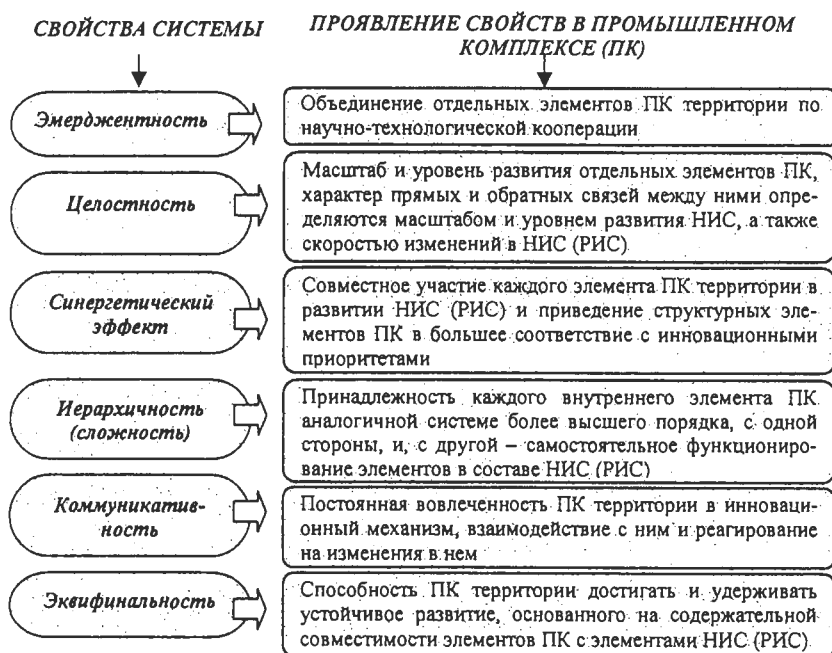 СВОЙСТВА СИСТЕМЫ
ПРОЯВЛЕНИЕ СВОЙСТВ В ПРОМЫШЛЕННОМ
КОМПЛЕКСЕ (ПК)
Эмерджентность
Объединение отдельных элементов ПК территории по
научно-технологической кооперации
Целостность
Масштаб и уровень развития отдельных элементов ПК,
характер прямых и обратных связей между ними опре-
деляются масштабом и уровнем развития НИС, а также
скоростью изменений в НИС (РИС)
Синергетический
эффект
Совместное участие каждого элемента ПК территории в
развитии НИС (РИС) и приведение структурных эле-
ментов ПК в большее соответствие с инновационными
приоритетами
Иерархичность
(сложность)
Принадлежность каждого внутреннего элемента ПК
аналогичной системе более высшего порядка, с одной
стороны, и, с другой – самостоятельное функциониро-
вание элементов в составе НИС (РИС)
Коммуникатив-
ность
Постоянная вовлеченность ПК территории в инноваци-
онный механизм, взаимодействие с ним и реагирование
на изменения в нем
Эквифинальность
Способность ПК территории достигать и удерживать
устойчивое развитие, основанного на содержательной
совместимости элементов ПК с элементами НИС (РИС)